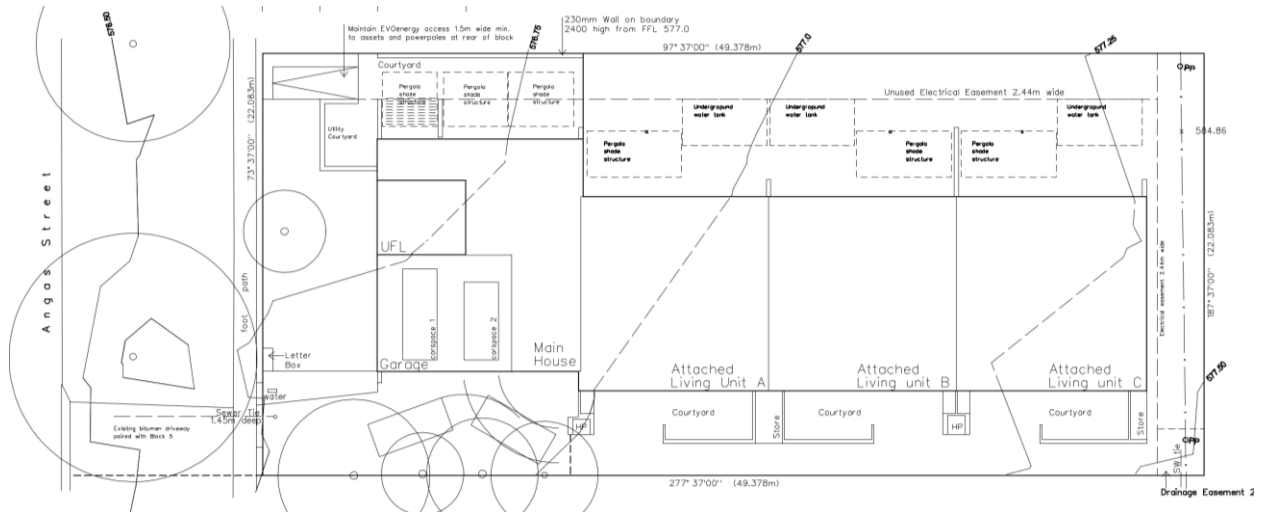 576.50
Maintain EVOenergy access 1.5m wide min.
to assets and powerpoles at rear of block
576.75
230mm Wall on boundary
2400 high from FFL 577.0
97° 37'00" (49.378m)
577.0
577.25
PP
Courtyard
Pergola
shade
structure
Pergola
shade
structure
Pergola
shade
structure
Unused Electrical Easement 2.44m wide
Underground
water tank
Underground
water tank
Underground
water tank
584.86
73° 37'00" (22.083m)
Utility
Courtyard
Pergola
shade
structure
Pergola
shade
structure
Pergola
shade
structure
Angas Street
UFL
foot path
carspace 1
carspace 2
Electrical easement 2.44m wide
187° 37'00" (22.083m)
Letter
Box
Garage
Main
House
Attached
Living Unit A
Attached
Living unit B
Attached
Living Unit C
577.50
water
Sewer Tie
1.45m deep
Existing bitumen driveway
paired with Block 5
HP
Courtyard
Store
Courtyard
HP
Courtyard
Store
PP
SW tie
277° 37'00" (49.378m)
Drainage Easement 2